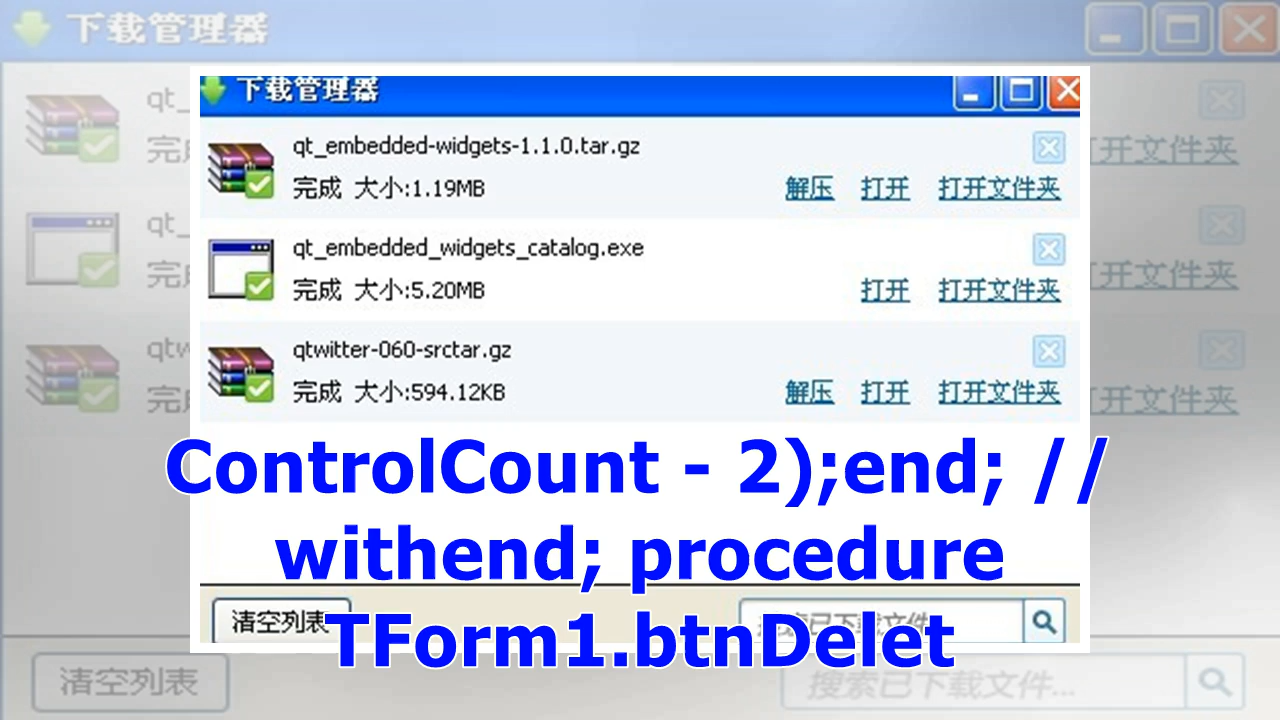 下载管理器
qt_embedded-widgets-1.1.0.tar.gz
完成 大小:1.19MB 解压 打开 打开文件夹
qt_embedded_widgets_catalog.exe
完成 大小:5.20MB 打开 打开文件夹
qtwitter-060-srctar.gz
完成 大小:594.12KB 解压 打开 打开文件夹
ControlCount - 2);end; //
withend; procedure
TForm1.btnDelet
清空列表
搜索已下载文件...